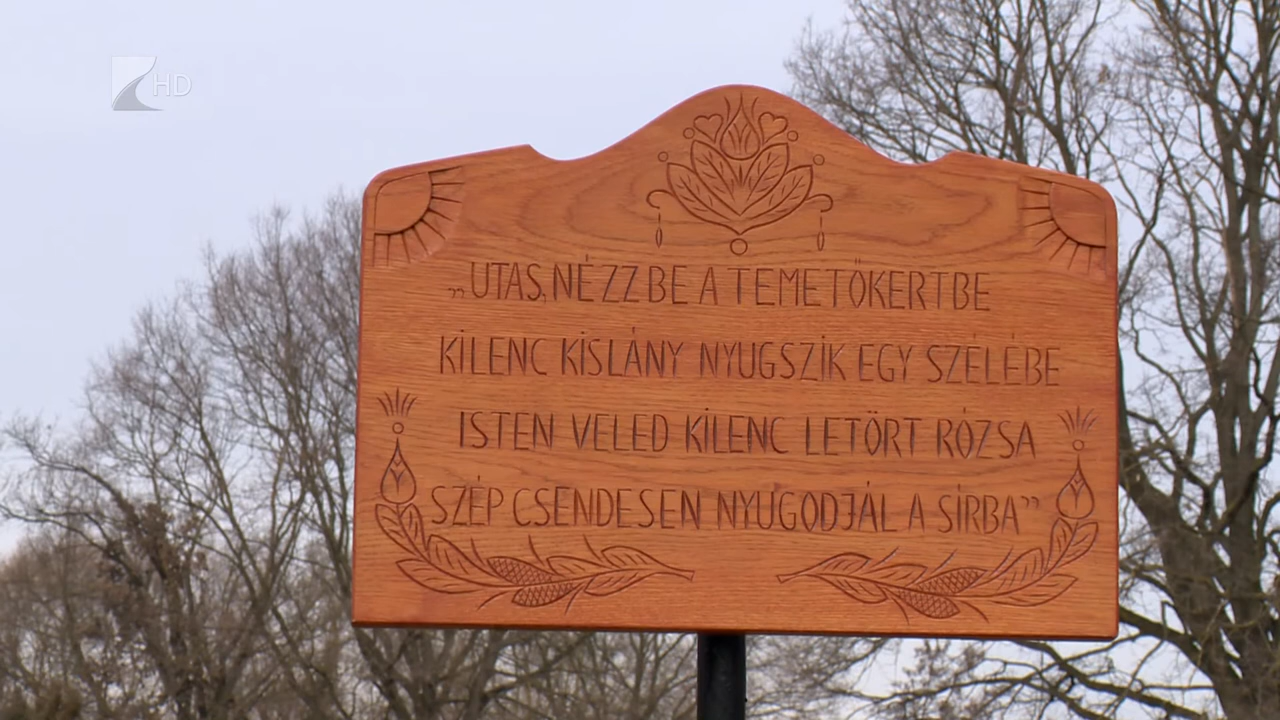 HD
„UTAS, NÉZZ BE A TEMETŐKERTBE
KILENC KISLÁNY NYUGSZIK EGY SZÉLÉBE
ISTEN VELED KILENC LETÖRT RÓZSA
SZÉP CSENDESEN NYUGODJÁL A SÍRBA”